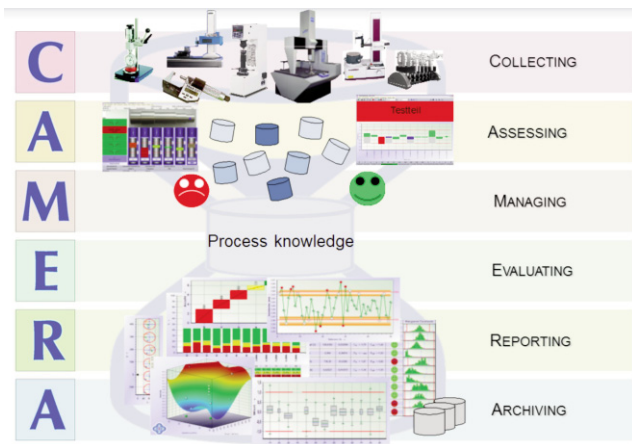 C
COLLECTING
Testteil
A
ASSESSING
M
MANAGING
Process knowledge
E
EVALUATING
R
REPORTING
A
ARCHIVING